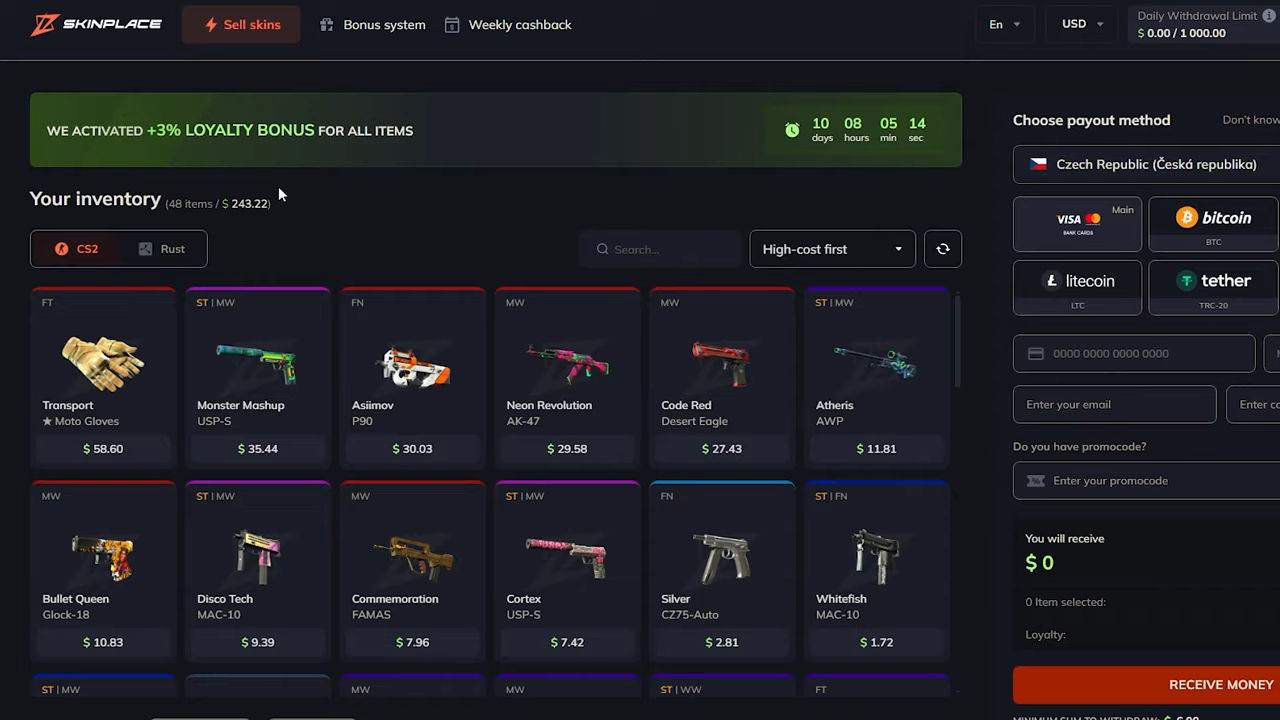 SKINPLACE
Sell skins
Bonus system
Weekly cashback
En
USD
Daily Withdrawal Limit
$ 0.00 / 1 000.00
WE ACTIVATED +3% LOYALTY BONUS FOR ALL ITEMS
10 08 05 14
days hours min sec
Your inventory (48 items / $ 243.22)
CS2
Rust
Search...
High-cost first
FT
Transport
★ Moto Gloves
$ 58.60
ST | MW
Monster Mashup
USP-S
$ 35.44
FN
Asiimov
P90
$ 30.03
MW
Neon Revolution
AK-47
$ 29.58
MW
Code Red
Desert Eagle
$ 27.43
ST | MW
Atheris
AWP
$ 11.81
MW
Bullet Queen
Glock-18
$ 10.83
ST | MW
Disco Tech
MAC-10
$ 9.39
MW
Commemoration
FAMAS
$ 7.96
ST | MW
Cortex
USP-S
$ 7.42
FN
Silver
CZ75-Auto
$ 2.81
ST | FN
Whitefish
MAC-10
$ 1.72
ST | MW
MW
MW
ST | WW
FT
Choose payout method
Don't know
Czech Republic (Česká republika)
VISA
BANK CARDS
Main
bitcoin
BTC
litecoin
LTC
tether
TRC-20
0000 0000 0000 0000
Enter your email
Enter co
Do you have promocode?
Enter your promocode
You will receive
$ 0
0 Item selected:
Loyalty:
RECEIVE MONEY